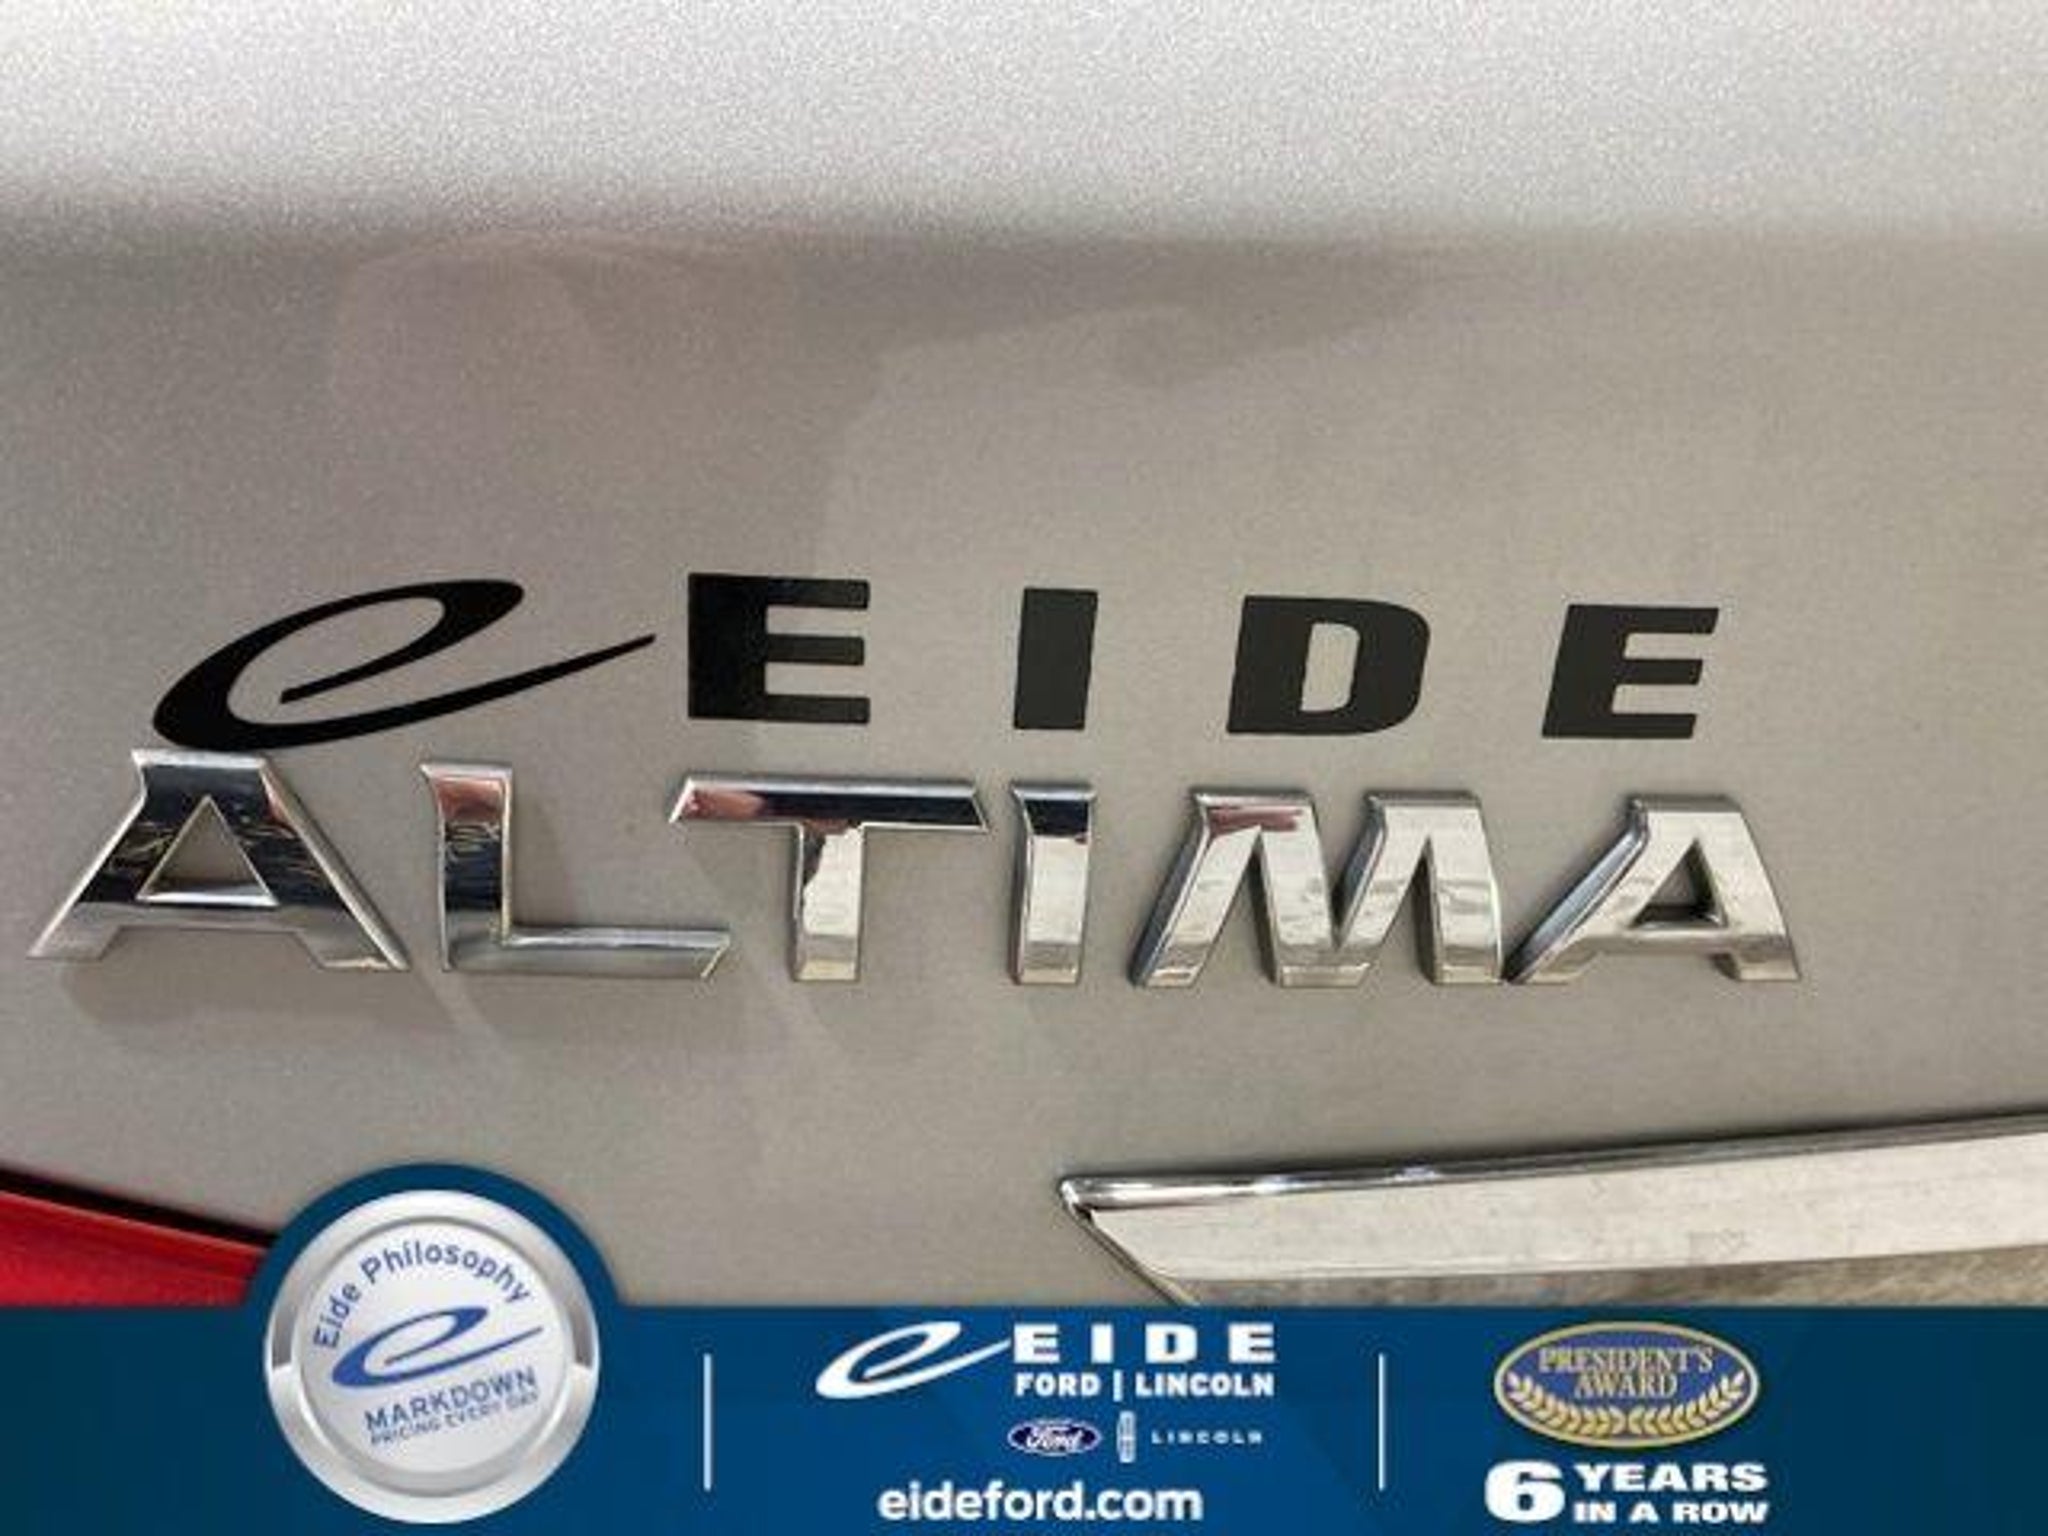 e EIDE
ALTIMA
Eide Philosophy
e
MARKDOWN
PRICING EVERY DAY
e EIDE
FORD | LINCOLN
Ford LINCOLN
eideford.com
PRESIDENT'S
AWARD
6 YEARS
IN A ROW